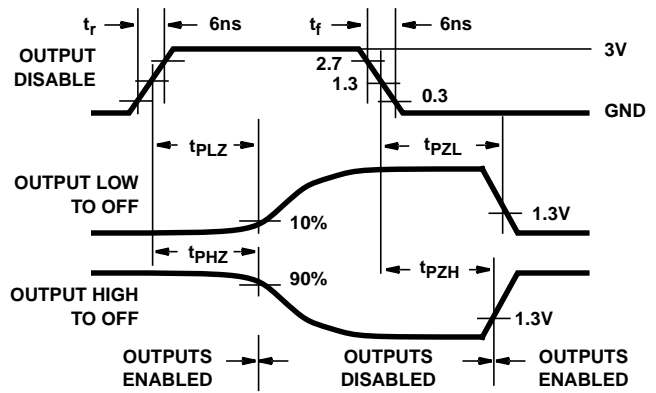 tr 6ns tf 6ns
OUTPUT DISABLE
3V
2.7
1.3
0.3
GND
tPLZ tPZL
OUTPUT LOW TO OFF
10%
1.3V
tPHZ tPZH
90%
OUTPUT HIGH TO OFF
1.3V
OUTPUTS ENABLED
OUTPUTS DISABLED
OUTPUTS ENABLED